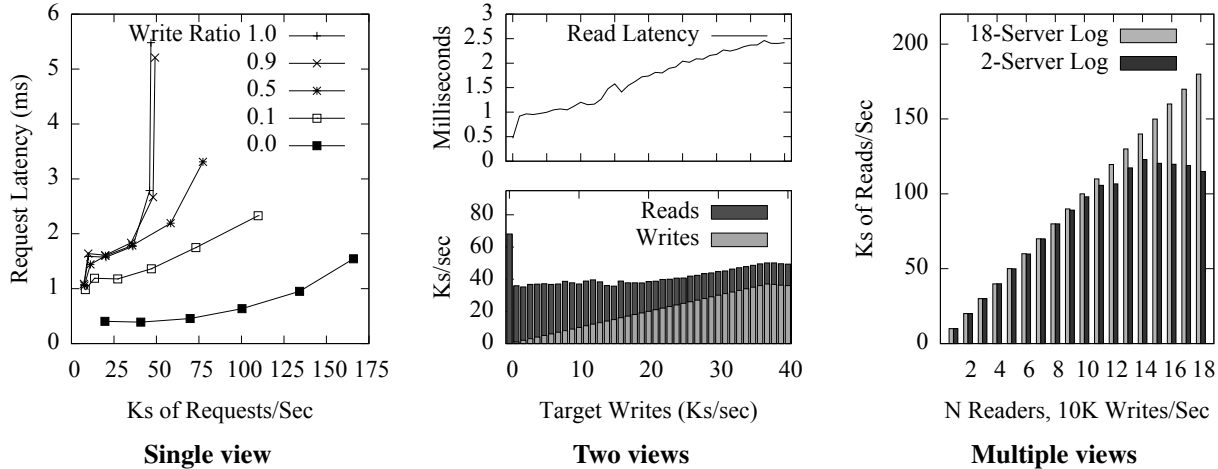 Request Latency (ms)
6
5
4
3
2
1
0
Write Ratio 1.0
0.9
0.5
0.1
0.0
0 25 50 75 100 125 150 175
Ks of Requests/Sec
Single view
Milliseconds
3
2.5
2
1.5
1
0.5
0
Read Latency
Ks/sec
80
60
40
20
0
Reads
Writes
0 10 20 30 40
Target Writes (Ks/sec)
Two views
Ks of Reads/Sec
200
150
100
50
0
18-Server Log
2-Server Log
2 4 6 8 10 12 14 16 18
N Readers, 10K Writes/Sec
Multiple views